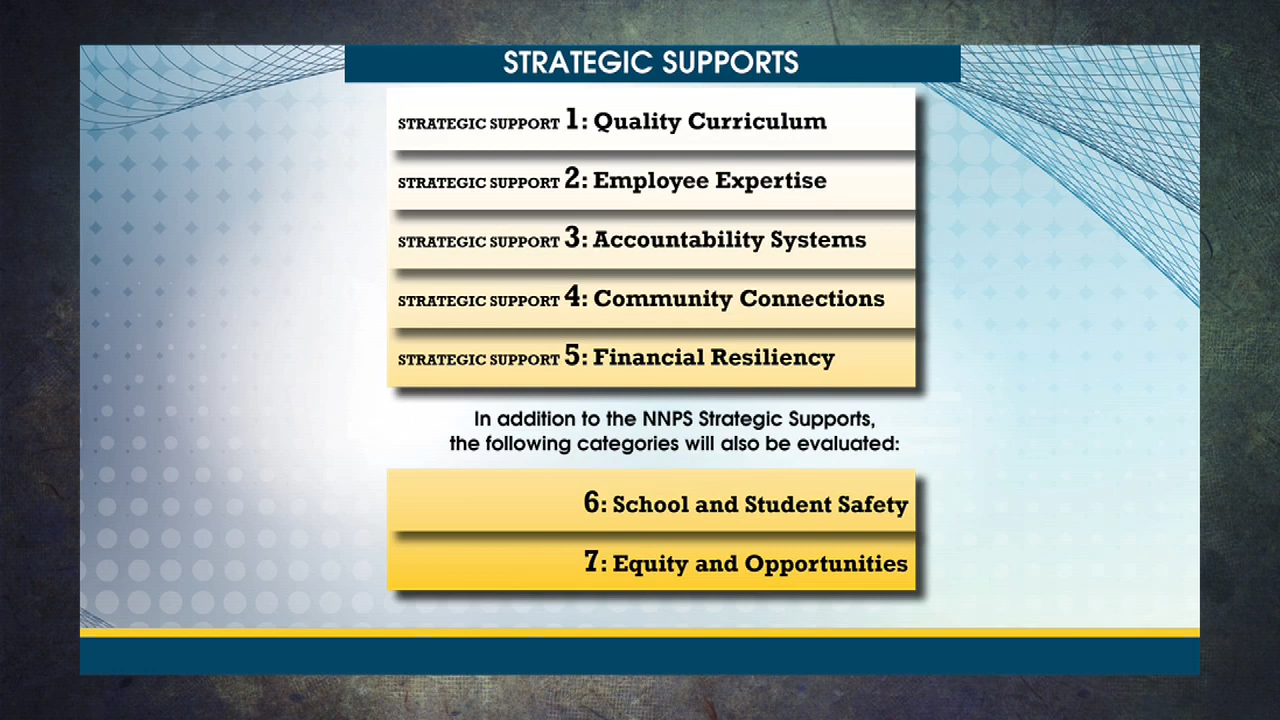 STRATEGIC SUPPORTS
STRATEGIC SUPPORT 1: Quality Curriculum
STRATEGIC SUPPORT 2: Employee Expertise
STRATEGIC SUPPORT 3: Accountability Systems
STRATEGIC SUPPORT 4: Community Connections
STRATEGIC SUPPORT 5: Financial Resiliency
In addition to the NNPS Strategic Supports,
the following categories will also be evaluated:
6: School and Student Safety
7: Equity and Opportunities